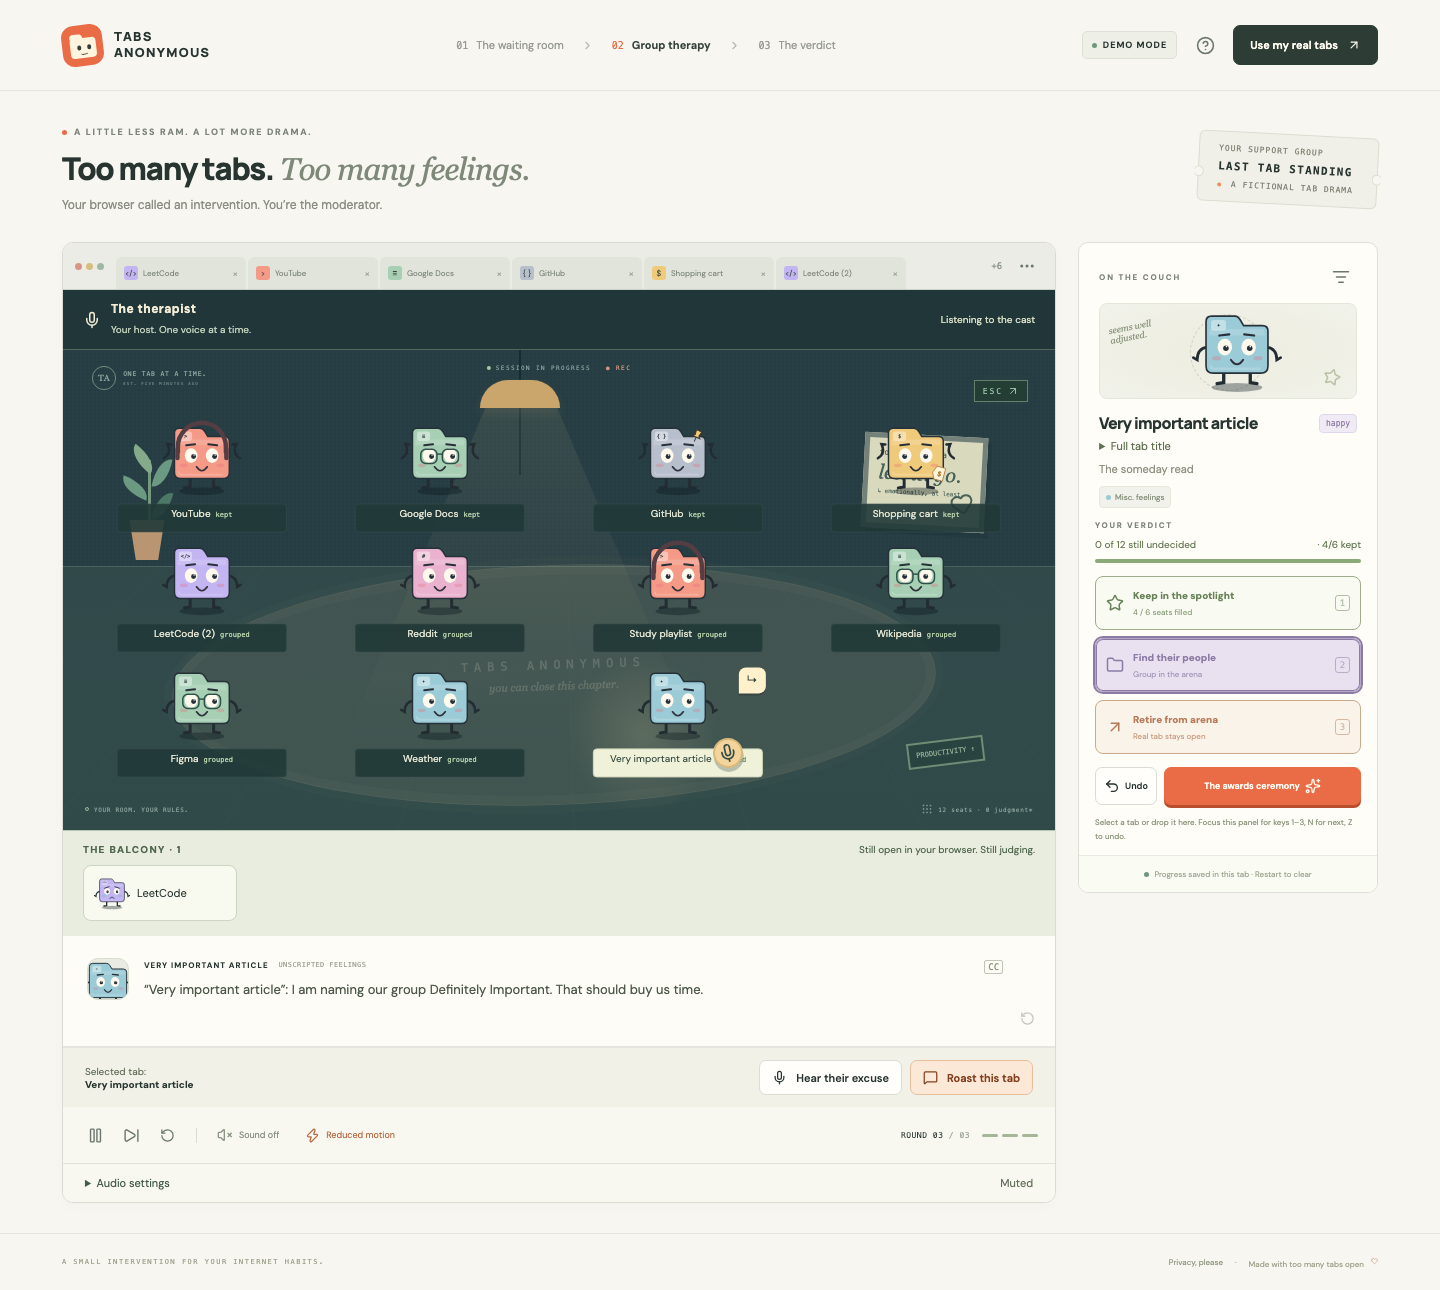 TABS
ANONYMOUS
01 The waiting room
02 Group therapy
03 The verdict
DEMO MODE
Use my real tabs
A LITTLE LESS RAM. A LOT MORE DRAMA.
Too many tabs. Too many feelings.
Your browser called an intervention. You’re the moderator.
YOUR SUPPORT GROUP
LAST TAB STANDING
A FICTIONAL TAB DRAMA
LeetCode ×
YouTube ×
Google Docs ×
GitHub ×
Shopping cart ×
LeetCode (2) ×
+6
The therapist
Your host. One voice at a time.
Listening to the cast
TA
ONE TAB AT A TIME.
EST. FIVE MINUTES AGO
SESSION IN PROGRESS
REC
ESC
YouTube kept
Google Docs kept
GitHub kept
Shopping cart kept
↳ emotionally, at least.
LeetCode (2) grouped
Reddit grouped
Study playlist grouped
Wikipedia grouped
TABS ANONYMOUS
you can close this chapter.
Figma grouped
Weather grouped
Very important article
PRODUCTIVITY ↑
YOUR ROOM. YOUR RULES.
12 seats · 0 judgment*
THE BALCONY · 1
Still open in your browser. Still judging.
LeetCode
VERY IMPORTANT ARTICLE UNSCRIPTED FEELINGS
CC
“Very important article”: I am naming our group Definitely Important. That should buy us time.
Selected tab:
Very important article
Hear their excuse
Roast this tab
Sound off
Reduced motion
ROUND 03 / 03
Audio settings
Muted
ON THE COUCH
seems well
adjusted.
Very important article
happy
Full tab title
The someday read
Misc. feelings
YOUR VERDICT
0 of 12 still undecided
· 4/6 kept
Keep in the spotlight
4 / 6 seats filled
1
Find their people
Group in the arena
2
Retire from arena
Real tab stays open
3
Undo
The awards ceremony
Select a tab or drop it here. Focus this panel for keys 1–3, N for next, Z
to undo.
Progress saved in this tab · Restart to clear
A SMALL INTERVENTION FOR YOUR INTERNET HABITS.
Privacy, please
·
Made with too many tabs open